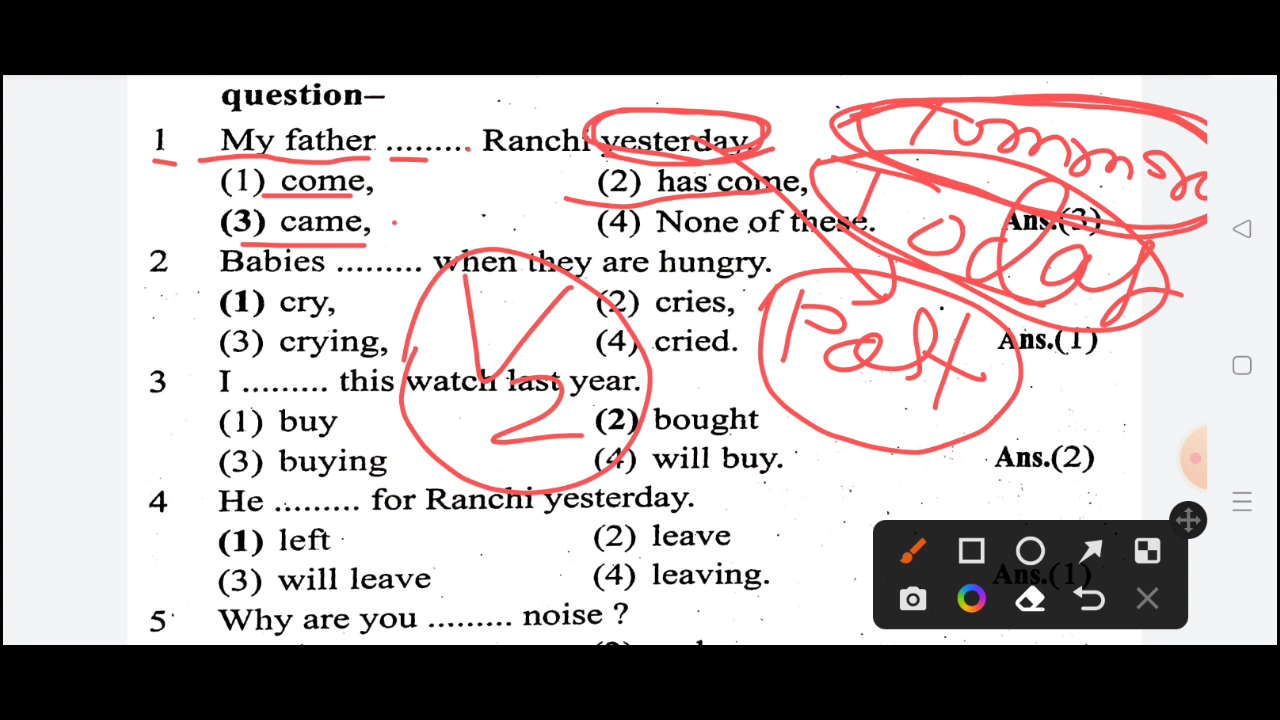 question–
1 My father ......... Ranchi yesterday.
(1) come, (2) has come,
(3) came, (4) None of these. Ans.(3)
2 Babies ......... when they are hungry.
(1) cry, (2) cries,
(3) crying, (4) cried. Ans.(1)
3 I ......... this watch last year.
(1) buy (2) bought
(3) buying (4) will buy. Ans.(2)
4 He ......... for Ranchi yesterday.
(1) left (2) leave
(3) will leave (4) leaving. Ans.(1)
5 Why are you ......... noise ?
Today
Past
V2